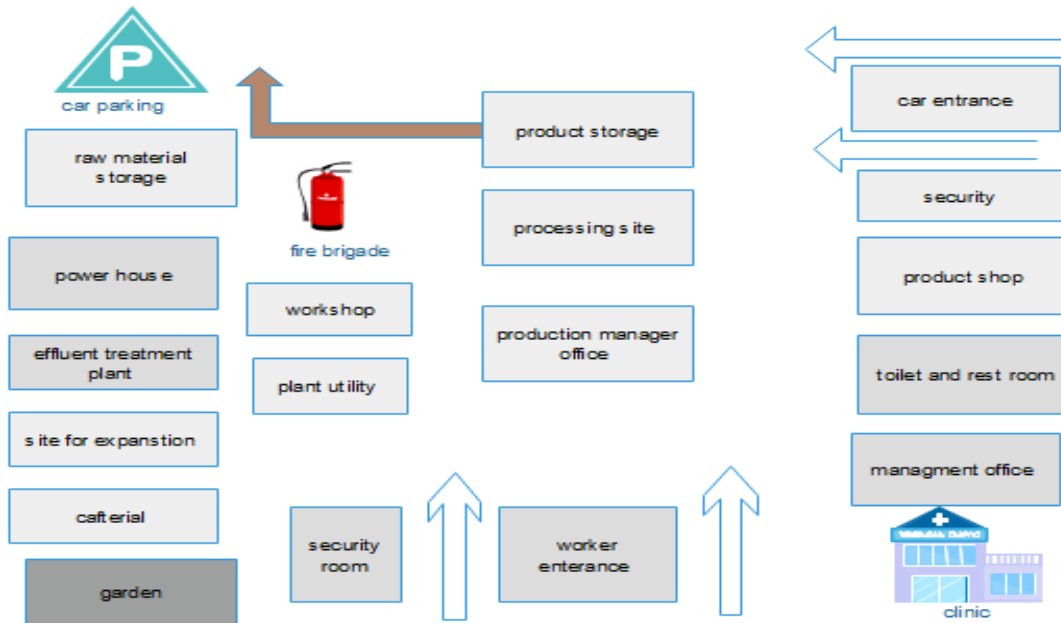 P
car parking
raw material
storage
power house
effluent treatment
plant
site for expanstion
cafterial
garden
fire brigade
workshop
plant utility
security
room
product storage
processing site
production manager
office
worker
enterance
car entrance
security
product shop
toilet and rest room
managment office
clinic